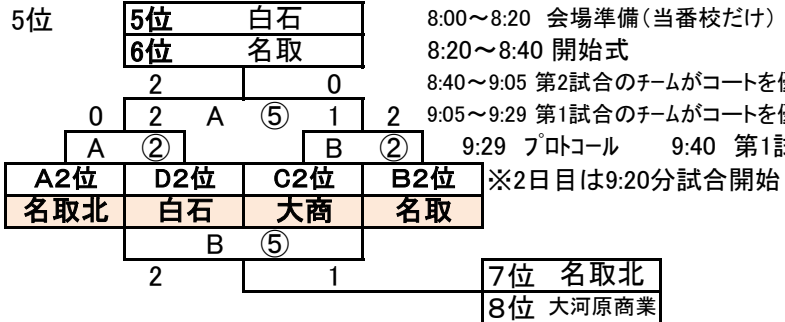 5位 5位 白石 8:00～8:20 会場準備（当番校だけ）
6位 名取 8:20～8:40 開始式
2 0 8:40～9:05 第2試合のチームがコートを
0 2 A ⑤ 1 2 9:05～9:29 第1試合のチームがコートを
A ② B ② 9:29 プロトコール 9:40 第1
A2位 D2位 C2位 B2位 ※2日目は9:20分試合開始
名取北 白石 大商 名取
B ⑤
2 1 7位 名取北
8位 大河原商業